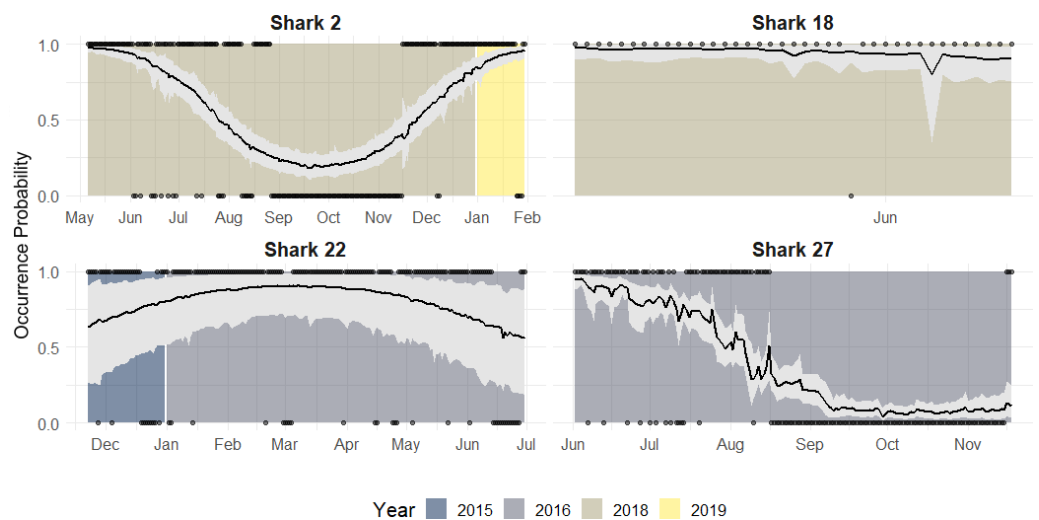 Shark 2
Shark 18
1.0
0.5
0.0
May Jun Jul Aug Sep Oct Nov Dec Jan Feb
Jun
Occurrence Probability
Shark 22
Shark 27
1.0
0.5
0.0
Dec Jan Feb Mar Apr May Jun Jul
Jun Jul Aug Sep Oct Nov
Year 2015 2016 2018 2019